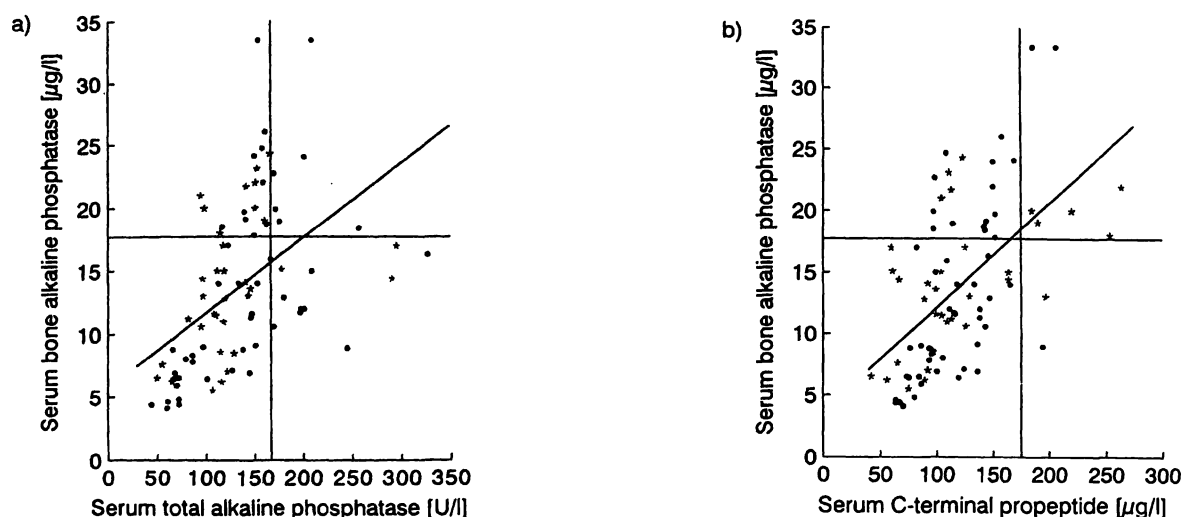 a)
Serum bone alkaline phosphatase [µg/l]
35
30
25
20
15
10
5
0
0 50 100 150 200 250 300 350
Serum total alkaline phosphatase [U/l]
b)
Serum bone alkaline phosphatase [µg/l]
35
30
25
20
15
10
5
0
0 50 100 150 200 250 300
Serum C-terminal propeptide [µg/l]